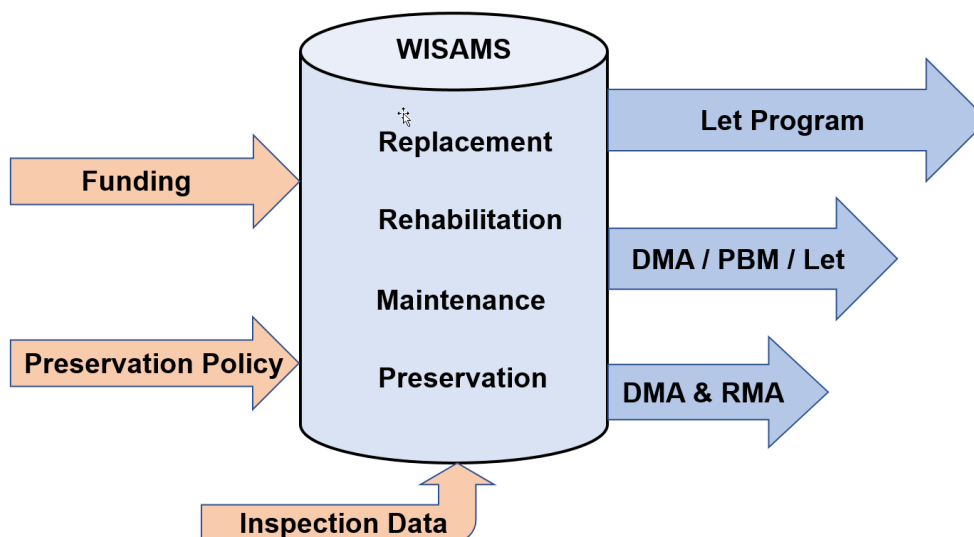 WISAMS
Replacement
Rehabilitation
Maintenance
Preservation
Funding
Preservation Policy
Inspection Data
Let Program
DMA / PBM / Let
DMA & RMA